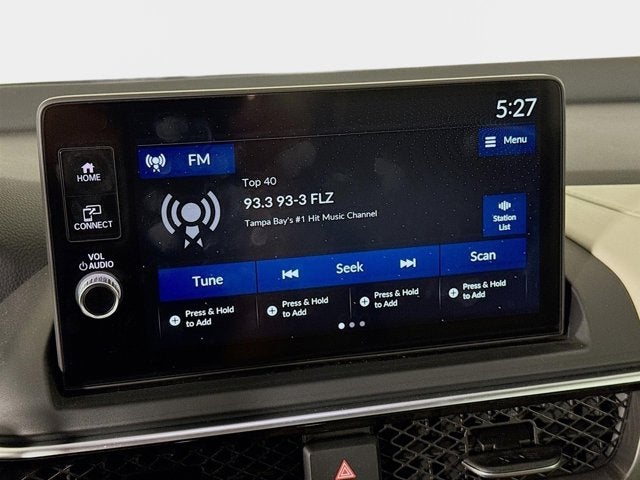 5:27
FM
Menu
HOME
Top 40
93.3 93-3 FLZ
Tampa Bay's #1 Hit Music Channel
CONNECT
Station
List
VOL
AUDIO
Tune
Seek
Scan
Press & Hold
to Add
Press & Hold
to Add
Press & Hold
to Add
Press & Hold
to Add